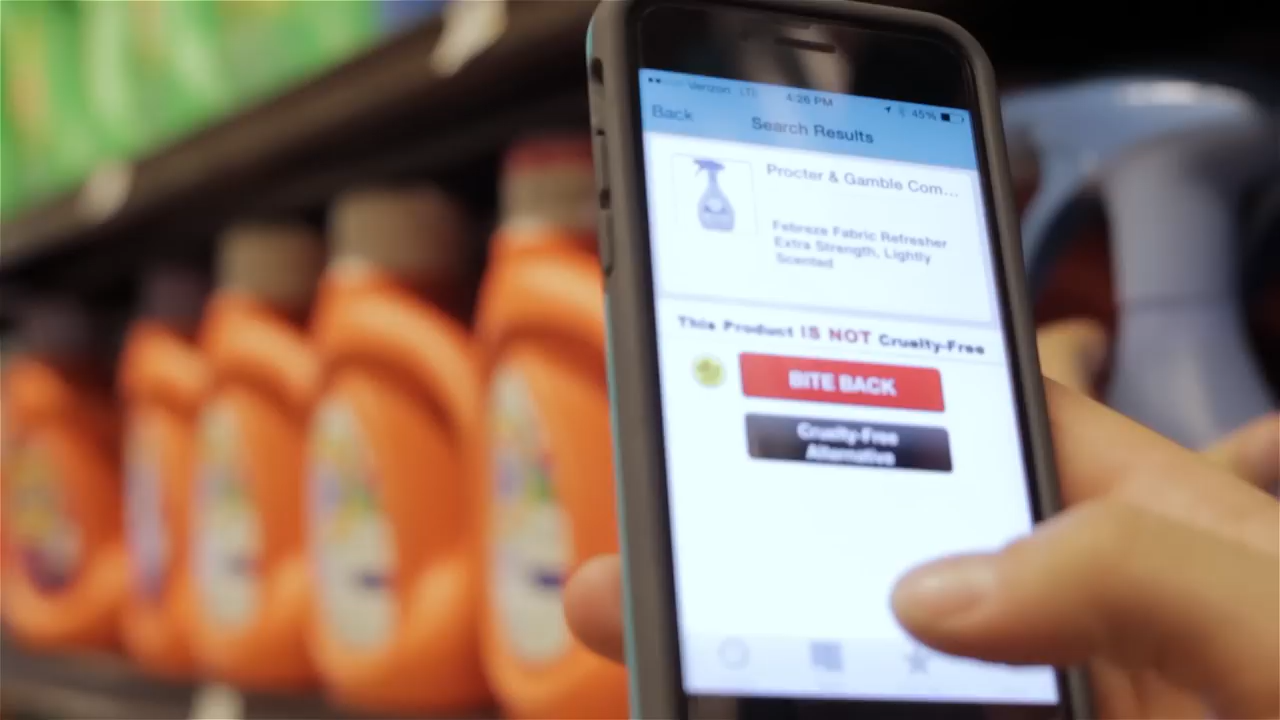 Verizon LTE
4:26 PM
45%
Back
Search Results
Procter & Gamble Com...
Febreze Fabric Refresher
Extra Strength, Lightly
Scented
This Product IS NOT Cruelty-Free
BITE BACK
Cruelty-Free
Alternative